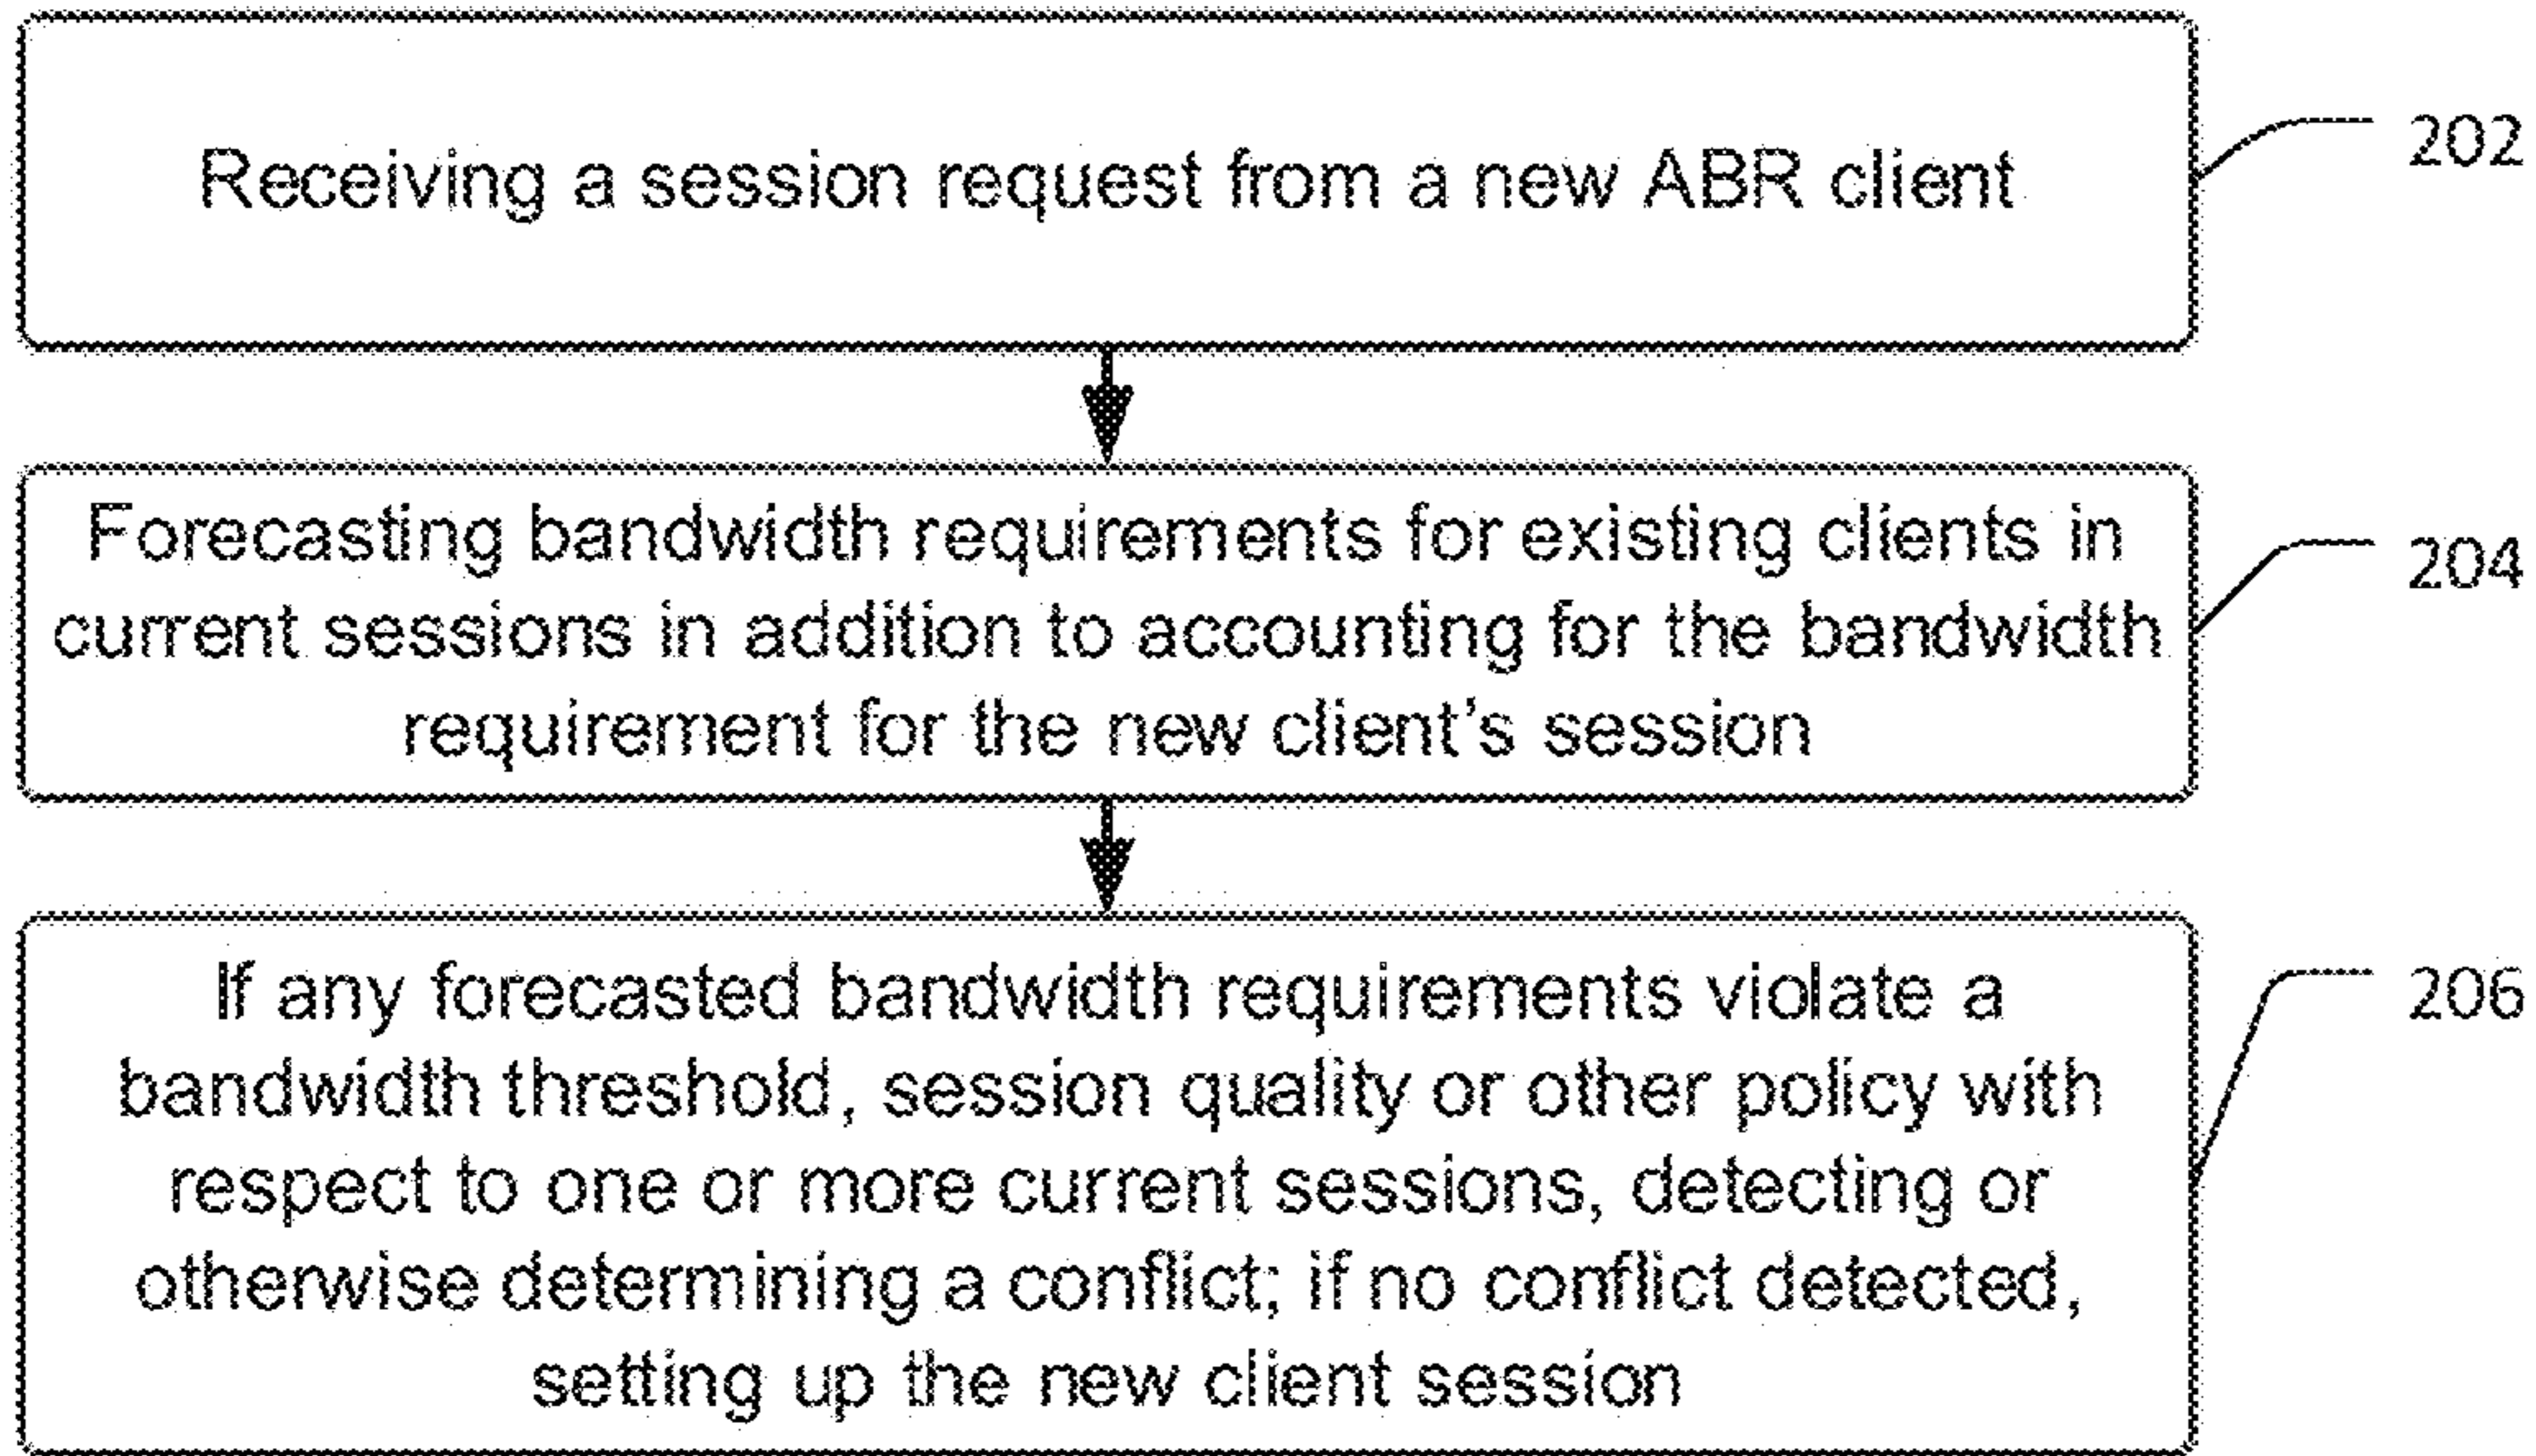 Receiving a session request from a new ABR client
202
Forecasting bandwidth requirements for existing clients in
current sessions in addition to accounting for the bandwidth
requirement for the new client's session
204
If any forecasted bandwidth requirements violate a
bandwidth threshold, session quality or other policy with
respect to one or more current sessions, detecting or
otherwise determining a conflict; if no conflict detected,
setting up the new client session
206